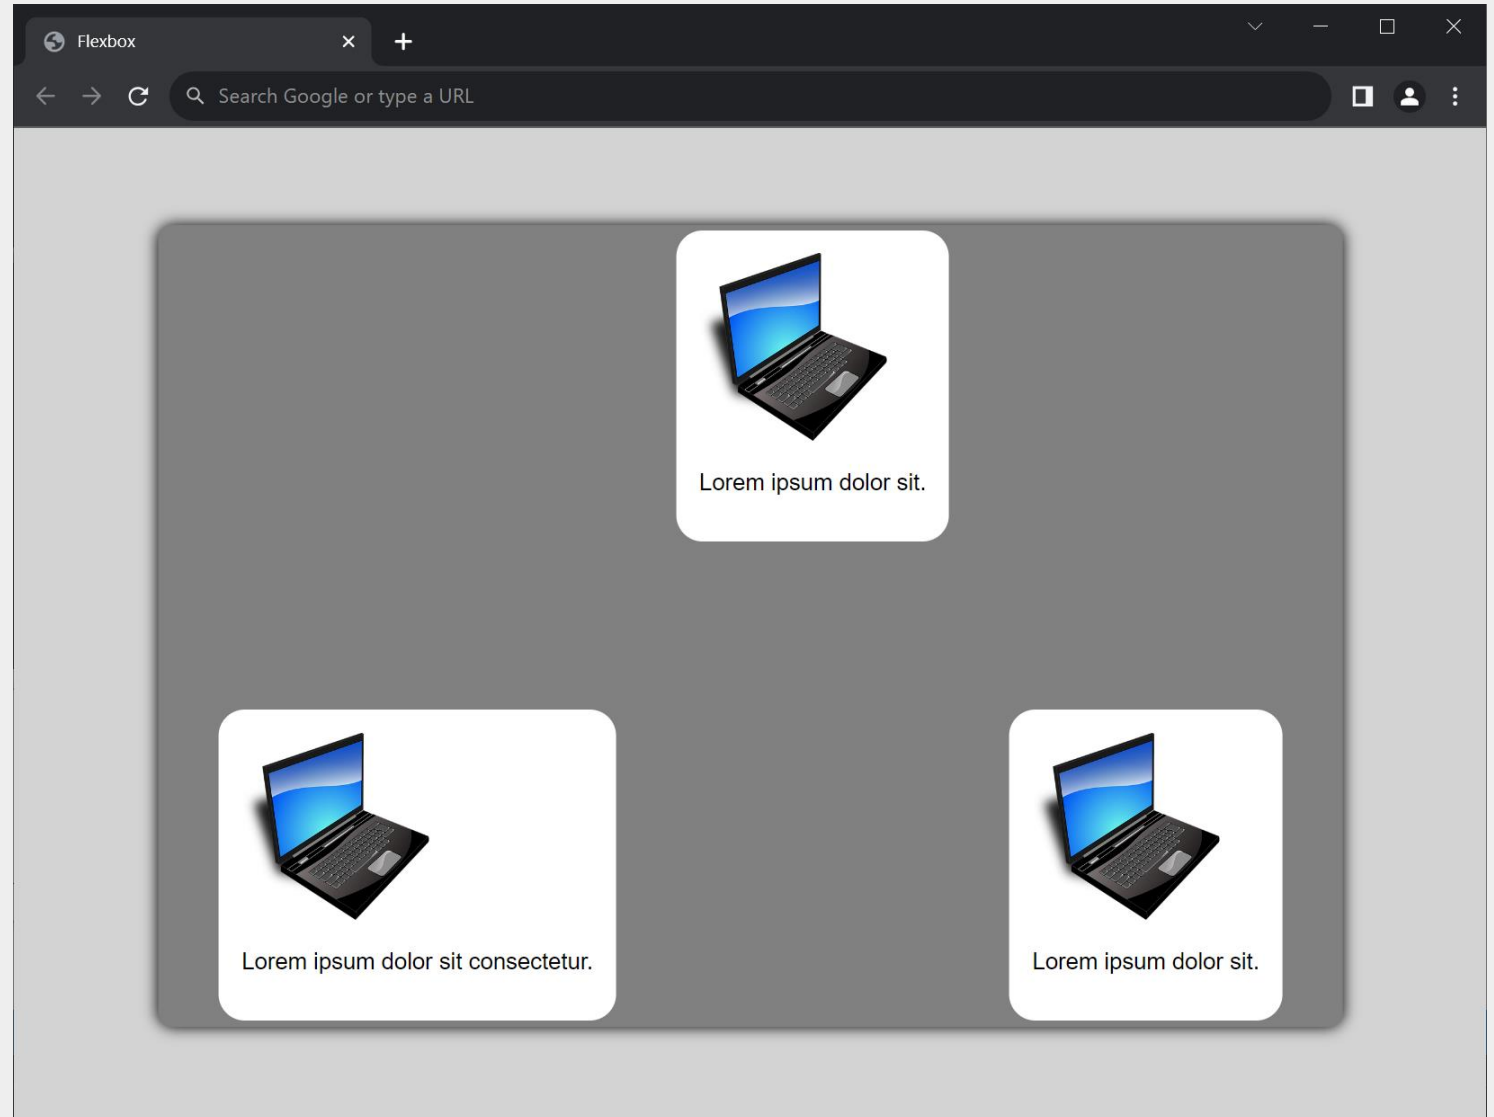 Flexbox
Search Google or type a URL
Lorem ipsum dolor sit.
Lorem ipsum dolor sit consectetur.
Lorem ipsum dolor sit.